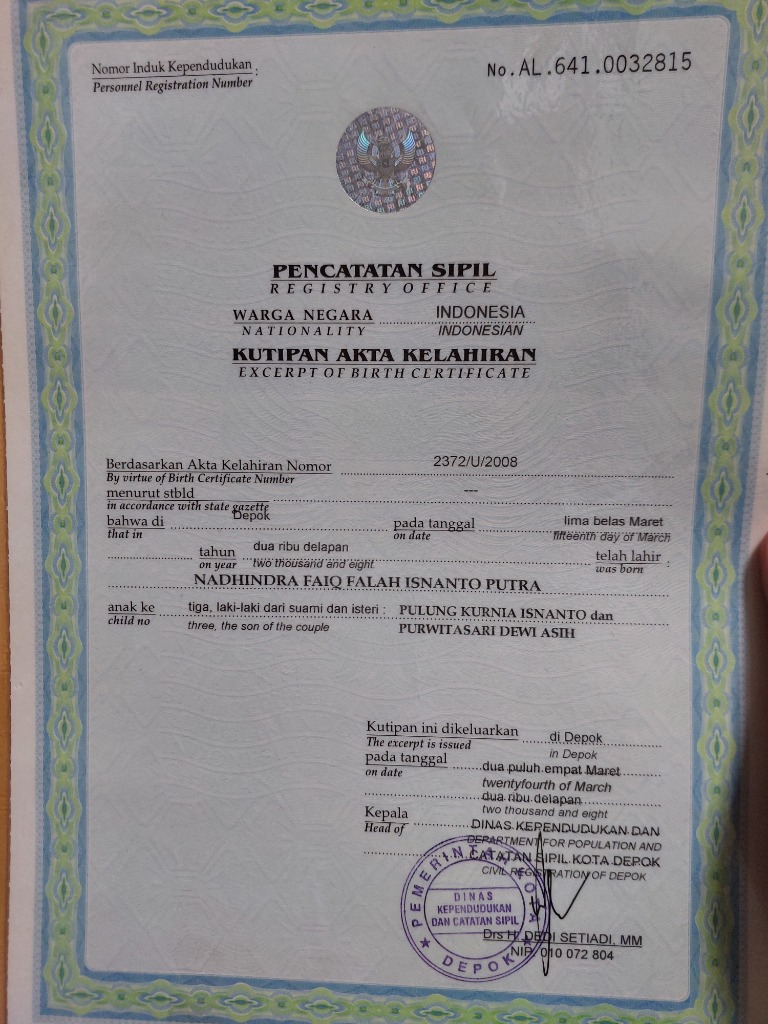 Nomor Induk Kependudukan :
Personnel Registration Number
No.AL.641.0032815
PENCATATAN SIPIL
REGISTRY OFFICE
WARGA NEGARA INDONESIA
NATIONALITY INDONESIAN
KUTIPAN AKTA KELAHIRAN
EXCERPT OF BIRTH CERTIFICATE
Berdasarkan Akta Kelahiran Nomor 2372/U/2008
By virtue of Birth Certificate Number
menurut stbld ---
in accordance with state gazette
bahwa di Depok pada tanggal lima belas Maret
that in on date fifteenth day of March
tahun dua ribu delapan telah lahir :
on year two thousand and eight was born
NADHINDRA FAIQ FALAH ISNANTO PUTRA
anak ke tiga, laki-laki dari suami dan isteri : PULUNG KURNIA ISNANTO dan
child no three, the son of the couple PURWITASARI DEWI ASIH
Kutipan ini dikeluarkan di Depok
The excerpt is issued in Depok
pada tanggal dua puluh empat Maret
on date twentyfourth of March
dua ribu delapan
two thousand and eight
Kepala DINAS KEPENDUDUKAN DAN
Head of DEPARTMENT FOR POPULATION AND
CATATAN SIPIL KOTA DEPOK
CIVIL REGISTRATION OF DEPOK
PEMERINTAH KOTA
DINAS
KEPENDUDUKAN
DAN CATATAN SIPIL
DEPOK
Drs H. DEDI SETIADI, MM
NIP. 010 072 804